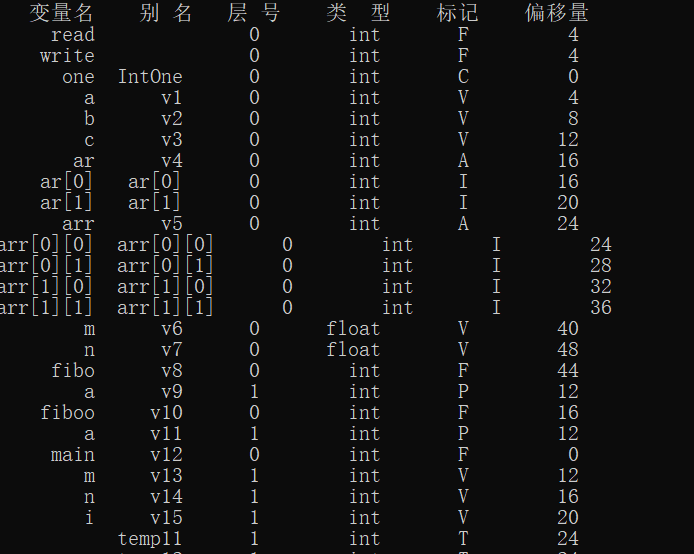 变量名 别 名 层 号 类 型 标记 偏移量
read 0 int F 4
write 0 int F 4
one IntOne 0 int C 0
a v1 0 int V 4
b v2 0 int V 8
c v3 0 int V 12
ar v4 0 int A 16
ar[0] ar[0] 0 int I 16
ar[1] ar[1] 0 int I 20
arr v5 0 int A 24
arr[0][0] arr[0][0] 0 int I 24
arr[0][1] arr[0][1] 0 int I 28
arr[1][0] arr[1][0] 0 int I 32
arr[1][1] arr[1][1] 0 int I 36
m v6 0 float V 40
n v7 0 float V 48
fibo v8 0 int F 44
a v9 1 int P 12
fiboo v10 0 int F 16
a v11 1 int P 12
main v12 0 int F 0
m v13 1 int V 12
n v14 1 int V 16
i v15 1 int V 20
temp11 1 int T 24